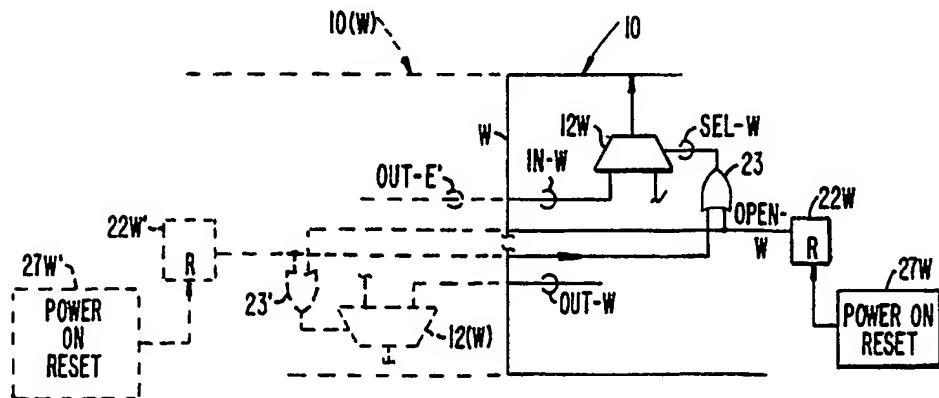 10(W)
10
W
12W
SEL-W
IN-W
OUT-E'
23
OPEN-
W
22W
R
22W'
R
27W'
POWER
ON
RESET
23'
12(W)
OUT-W
27W
POWER ON
RESET